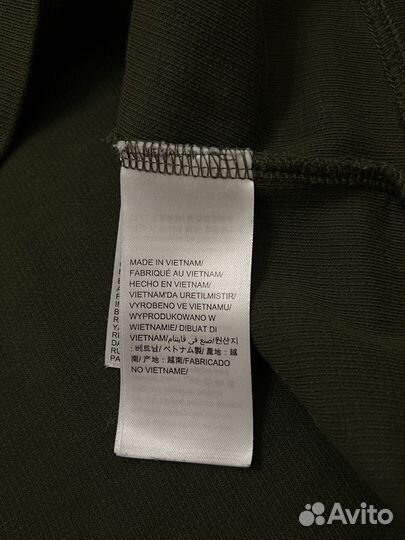 MADE IN VIETNAM/
FABRIQUÉ AU VIETNAM/
HECHO EN VIETNAM/
VIETNAM'DA URETILMISTIR/
VYROBENO VE VIETNAMU/
WYPRODUKOWANO W
WIETNAMIE/ DIBUAT DI
VIETNAM/صنع في فايتنام/원산지
: 베트남/ ベトナム製/ 產地：越
南/ 产地：越南/FABRICADO
NO VIETNAME/
Avito